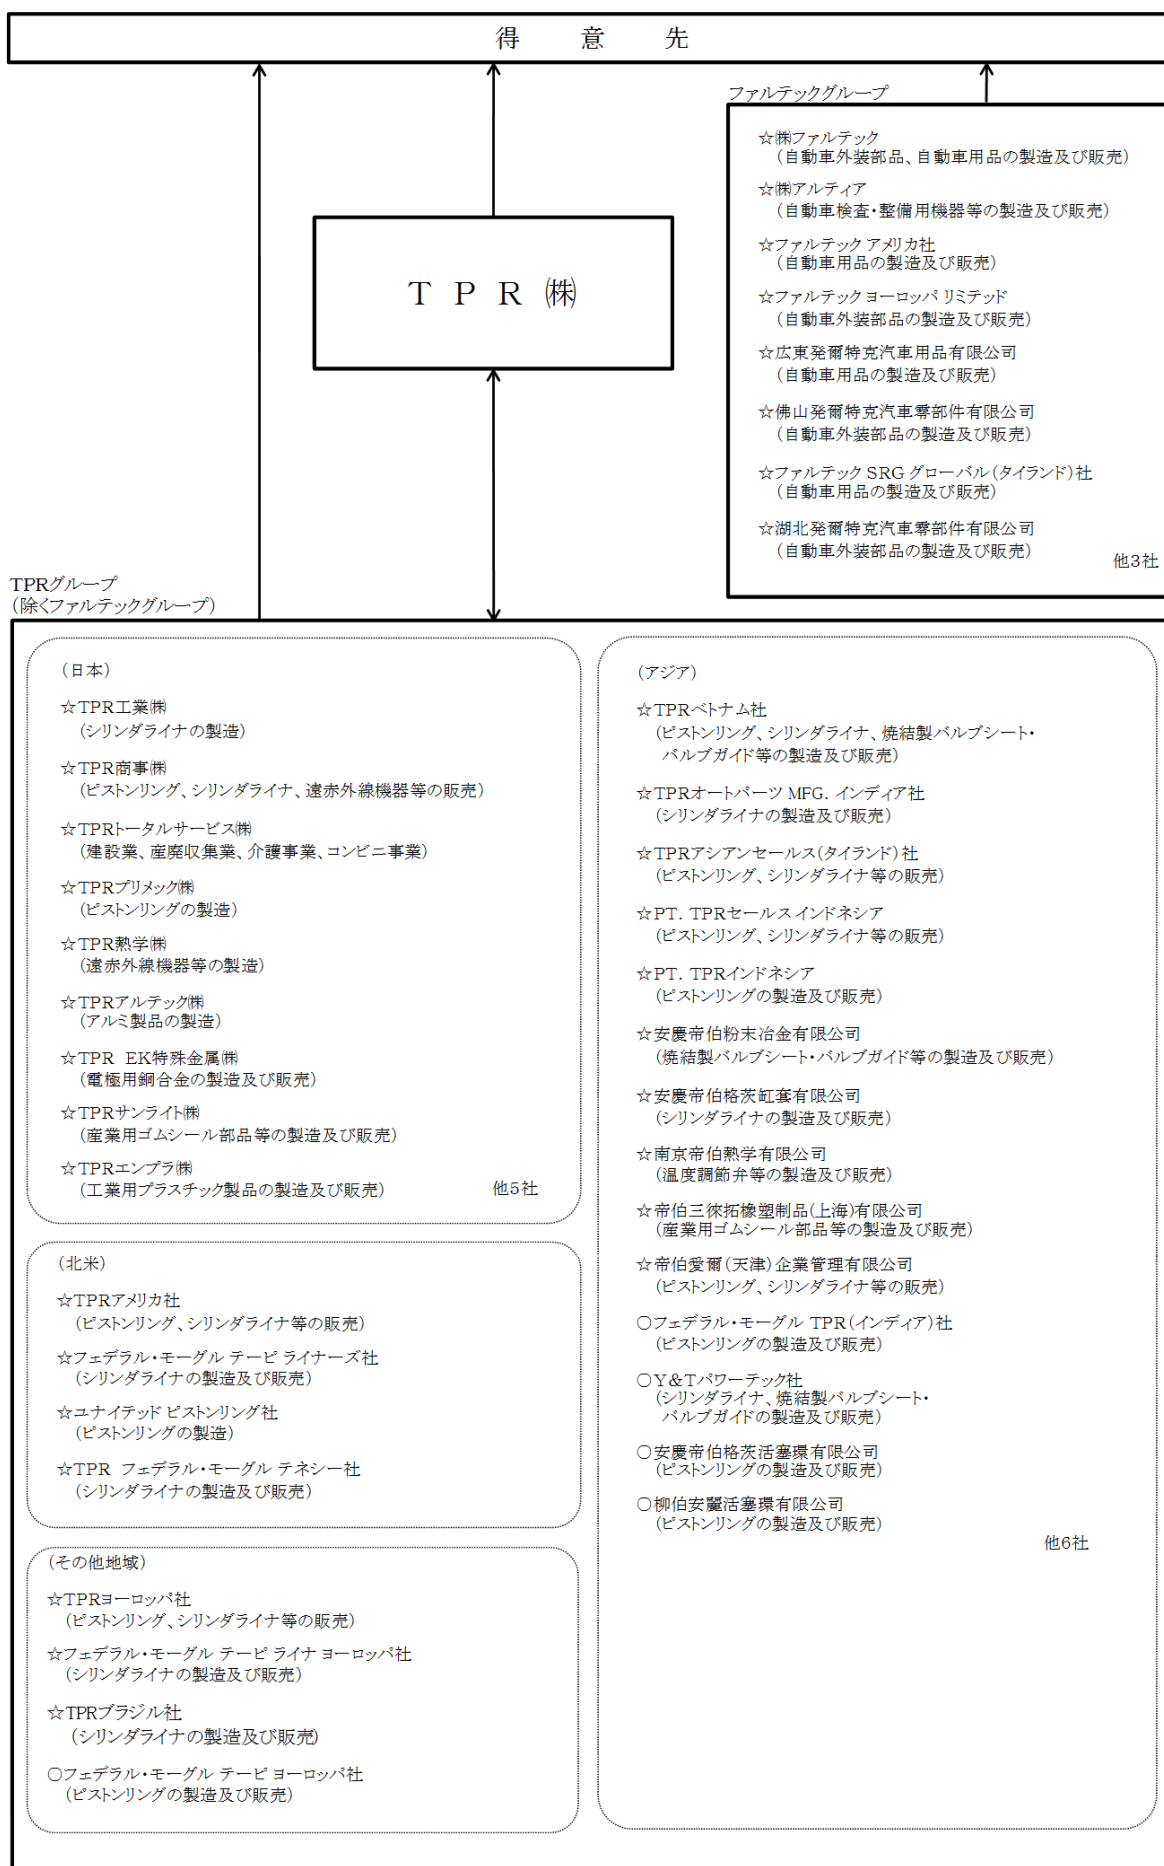 得 意 先
ファルテックグループ
☆㈱ファルテック
(自動車外装部品、自動車用品の製造及び販売)
☆㈱アルティア
(自動車検査・整備用機器等の製造及び販売)
☆ファルテック アメリカ社
(自動車用品の製造及び販売)
☆ファルテック ヨーロッパ リミテッド
(自動車外装部品の製造及び販売)
☆広東発爾特克汽車用品有限公司
(自動車用品の製造及び販売)
☆佛山発爾特克汽車零部件有限公司
(自動車外装部品の製造及び販売)
☆ファルテック SRG グローバル(タイランド)社
(自動車用品の製造及び販売)
☆湖北発爾特克汽車零部件有限公司
(自動車外装部品の製造及び販売)
他3社
TPR㈱
TPRグループ
(除くファルテックグループ)
(日本)
☆TPR工業㈱
(シリンダライナの製造)
☆TPR商事㈱
(ピストンリング、シリンダライナ、遠赤外線機器等の販売)
☆TPRトータルサービス㈱
(建設業、産廃収集業、介護事業、コンビニ事業)
☆TPRプリメック㈱
(ピストンリングの製造)
☆TPR熱学㈱
(遠赤外線機器等の製造)
☆TPRアルテック㈱
(アルミ製品の製造)
☆TPR EK特殊金属㈱
(電極用銅合金の製造及び販売)
☆TPRサンライト㈱
(産業用ゴムシール部品等の製造及び販売)
☆TPRエンプラ㈱
(工業用プラスチック製品の製造及び販売)
他5社
(北米)
☆TPRアメリカ社
(ピストンリング、シリンダライナ等の販売)
☆フェデラル・モーグル テーピ ライナーズ社
(シリンダライナの製造及び販売)
☆ユナイテッド ピストンリング社
(ピストンリングの製造)
☆TPR フェデラル・モーグル テネシー社
(シリンダライナの製造及び販売)
(その他地域)
☆TPRヨーロッパ社
(ピストンリング、シリンダライナ等の販売)
☆フェデラル・モーグル テーピ ライナ ヨーロッパ社
(シリンダライナの製造及び販売)
☆TPRブラジル社
(シリンダライナの製造及び販売)
○フェデラル・モーグル テーピ ヨーロッパ社
(ピストンリングの製造及び販売)
(アジア)
☆TPRベトナム社
(ピストンリング、シリンダライナ、焼結製バルブシート・
バルブガイド等の製造及び販売)
☆TPRオートパーツ MFG. インディア社
(シリンダライナの製造及び販売)
☆TPRアシアンセールス(タイランド)社
(ピストンリング、シリンダライナ等の販売)
☆PT. TPRセールス インドネシア
(ピストンリング、シリンダライナ等の販売)
☆PT. TPRインドネシア
(ピストンリングの製造及び販売)
☆安慶帝伯粉末冶金有限公司
(焼結製バルブシート・バルブガイド等の製造及び販売)
☆安慶帝伯格茨缸套有限公司
(シリンダライナの製造及び販売)
☆南京帝伯熱学有限公司
(温度調節弁等の製造及び販売)
☆帝伯三徠拓橡塑制品(上海)有限公司
(産業用ゴムシール部品等の製造及び販売)
☆帝伯愛爾(天津)企業管理有限公司
(ピストンリング、シリンダライナ等の販売)
○フェデラル・モーグル TPR(インディア)社
(ピストンリングの製造及び販売)
○Y&Tパワーテック社
(シリンダライナ、焼結製バルブシート・
バルブガイドの製造及び販売)
○安慶帝伯格茨活塞環有限公司
(ピストンリングの製造及び販売)
○柳伯安麗活塞環有限公司
(ピストンリングの製造及び販売)
他6社